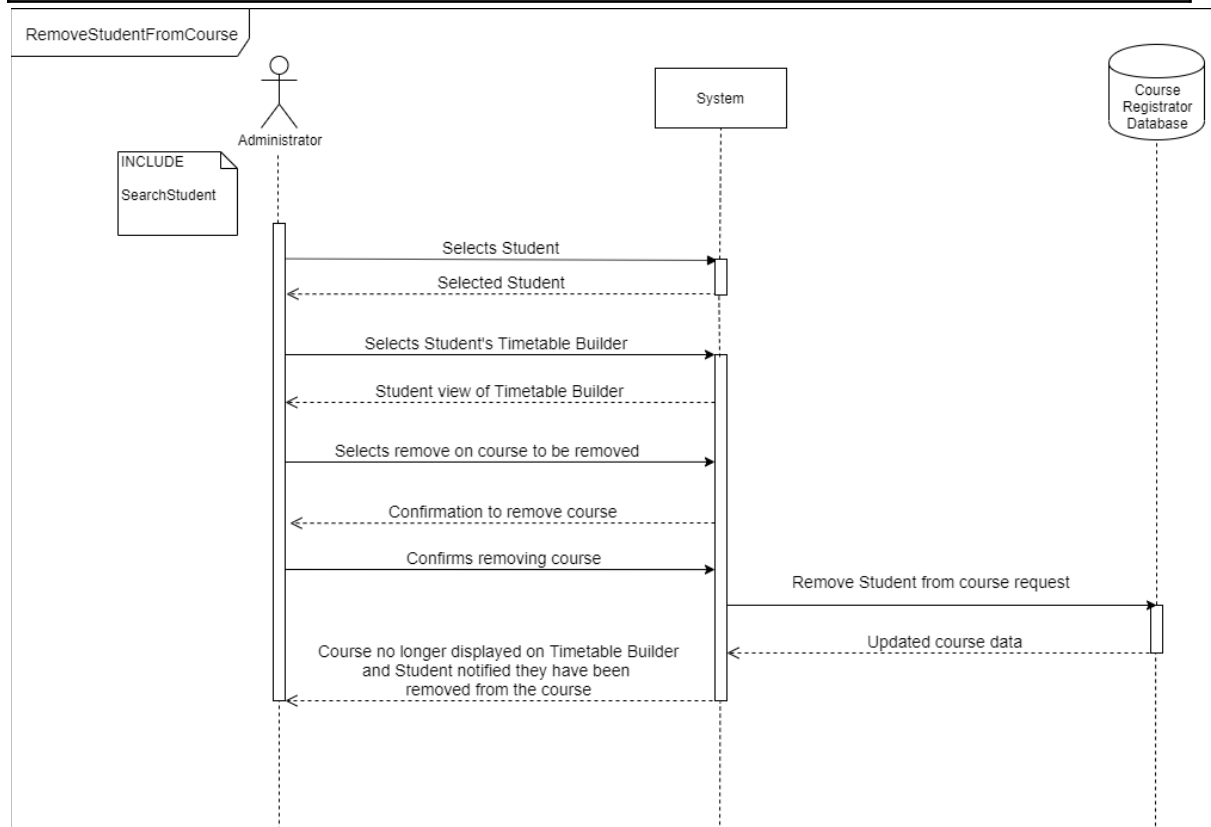 RemoveStudentFromCourse
System
Course
Registrator
Database
Administrator
INCLUDE
SearchStudent
Selects Student
Selected Student
Selects Student's Timetable Builder
Student view of Timetable Builder
Selects remove on course to be removed
Confirmation to remove course
Confirms removing course
Remove Student from course request
Updated course data
Course no longer displayed on Timetable Builder
and Student notified they have been
removed from the course